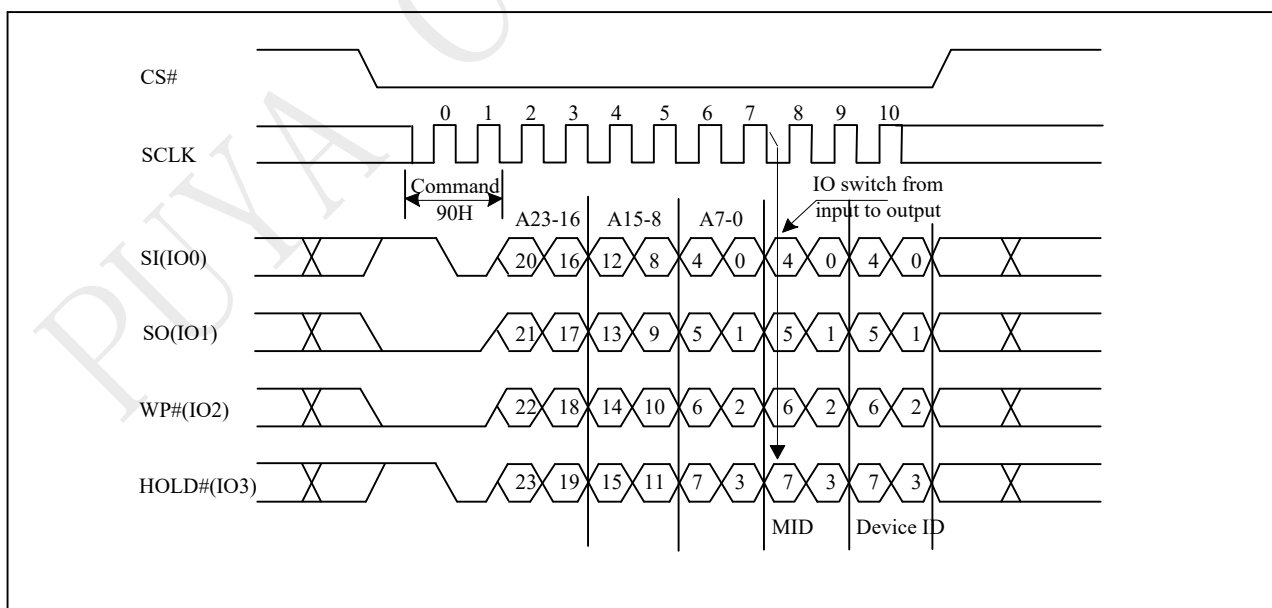 PUYA
CS#
0 1 2 3 4 5 6 7 8 9 10
SCLK
Command
90H
IO switch from
input to output
A23-16 A15-8 A7-0
SI(IO0) 20 16 12 8 4 0 4 0 4 0
SO(IO1) 21 17 13 9 5 1 5 1 5 1
WP#(IO2) 22 18 14 10 6 2 6 2 6 2
HOLD#(IO3) 23 19 15 11 7 3 7 3 7 3
MID Device ID